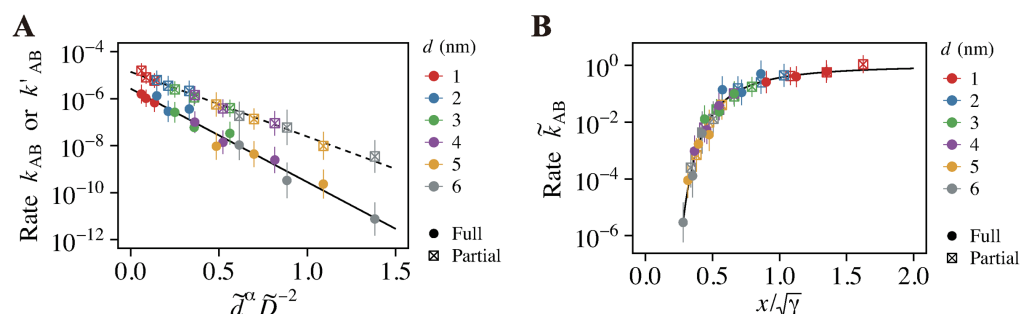 A
Rate k_AB or k'_AB
10⁻⁴
10⁻⁶
10⁻⁸
10⁻¹⁰
10⁻¹²
0.0
0.5
1.0
1.5
d̃^α D̃⁻²
d (nm)
1
2
3
4
5
6
Full
Partial
B
Rate k̃_AB
10⁰
10⁻²
10⁻⁴
10⁻⁶
0.0
0.5
1.0
1.5
2.0
x/√γ
d (nm)
1
2
3
4
5
6
Full
Partial